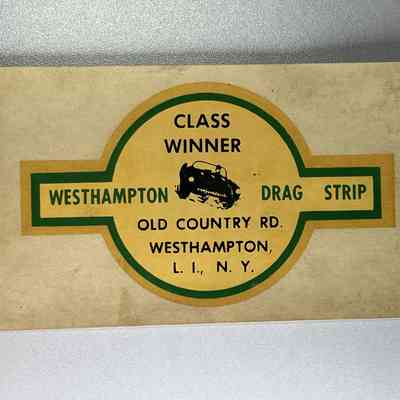 CLASS
WINNER
WESTHAMPTON DRAG STRIP
OLD COUNTRY RD.
WESTHAMPTON,
L. I., N. Y.